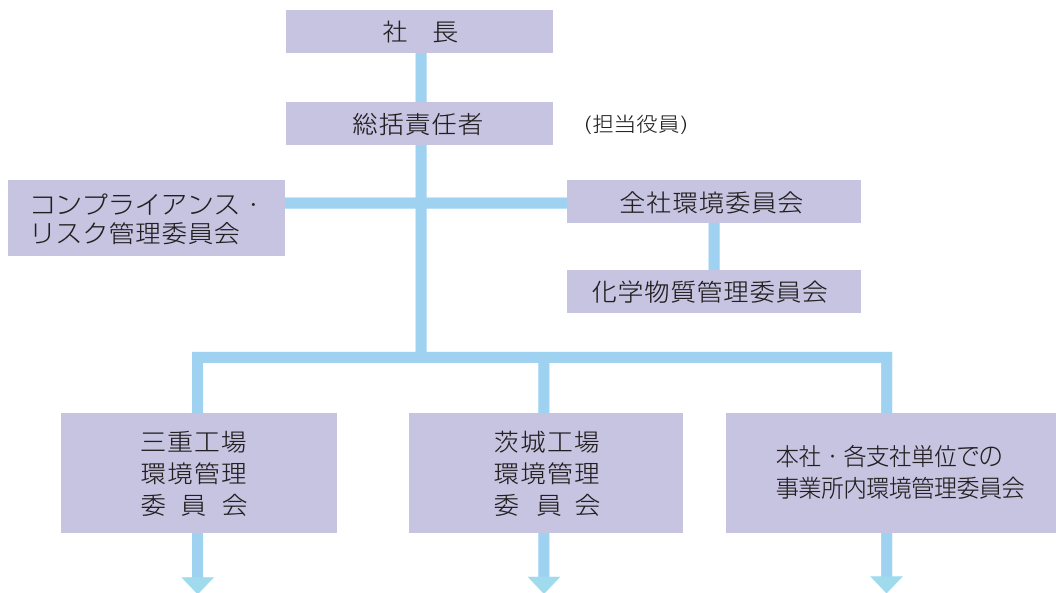 社 長
総括責任者
(担当役員)
コンプライアンス・
リスク管理委員会
全社環境委員会
化学物質管理委員会
三重工場
環境管理
委員会
茨城工場
環境管理
委員会
本社・各支社単位での
事業所内環境管理委員会